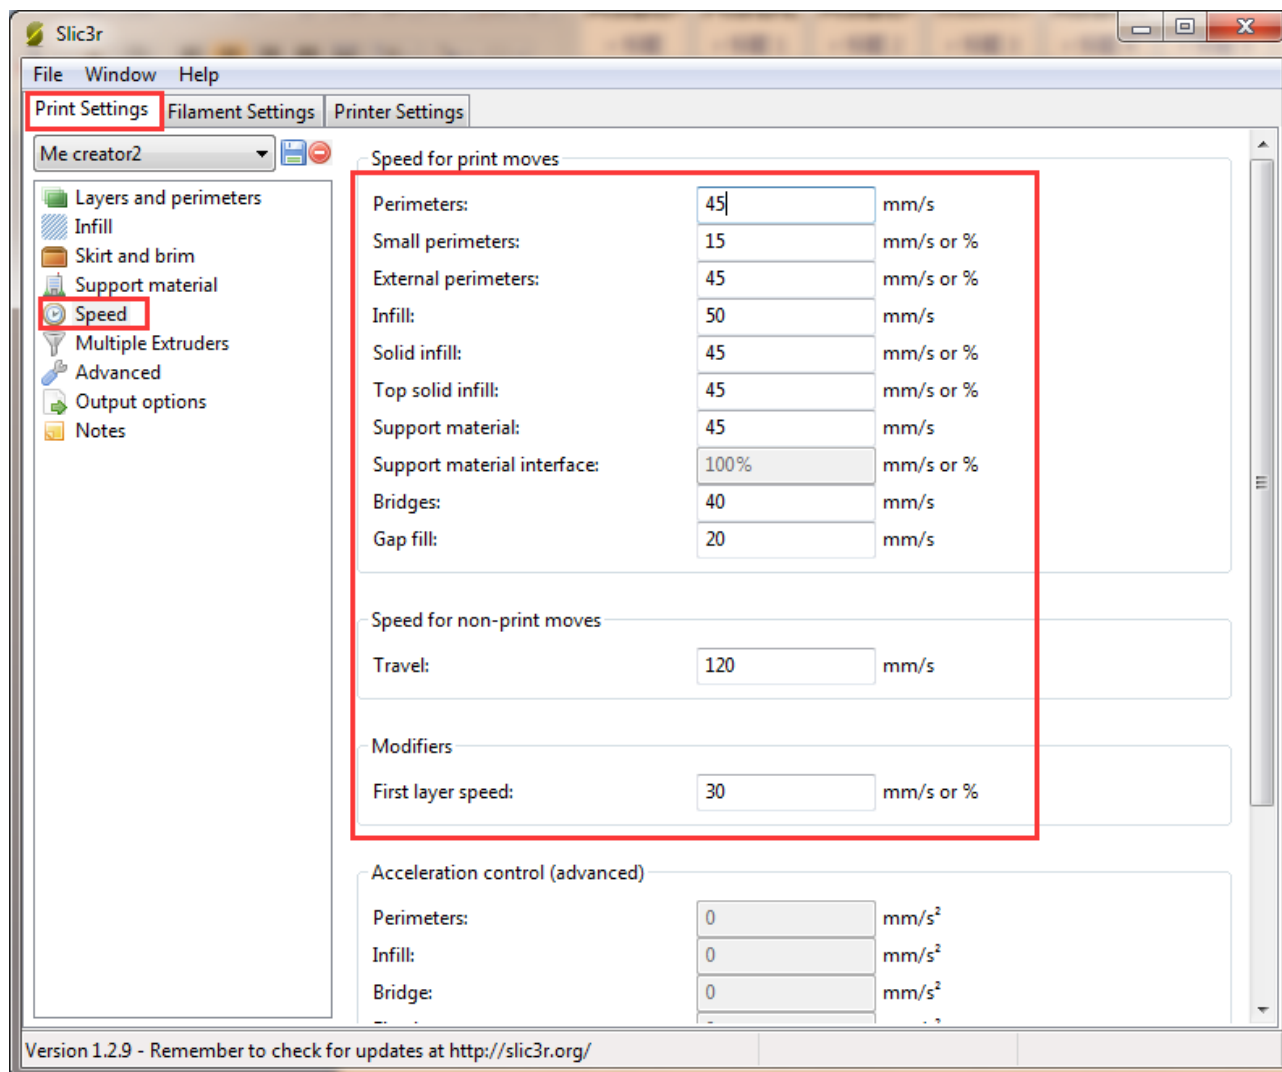 Slic3r
File Window Help
Print Settings Filament Settings Printer Settings
Me creator2
Layers and perimeters
Infill
Skirt and brim
Support material
Speed
Multiple Extruders
Advanced
Output options
Notes
Speed for print moves
Perimeters: 45 mm/s
Small perimeters: 15 mm/s or %
External perimeters: 45 mm/s or %
Infill: 50 mm/s
Solid infill: 45 mm/s or %
Top solid infill: 45 mm/s or %
Support material: 45 mm/s
Support material interface: 100% mm/s or %
Bridges: 40 mm/s
Gap fill: 20 mm/s
Speed for non-print moves
Travel: 120 mm/s
Modifiers
First layer speed: 30 mm/s or %
Acceleration control (advanced)
Perimeters: 0 mm/s²
Infill: 0 mm/s²
Bridge: 0 mm/s²
Version 1.2.9 - Remember to check for updates at http://slic3r.org/